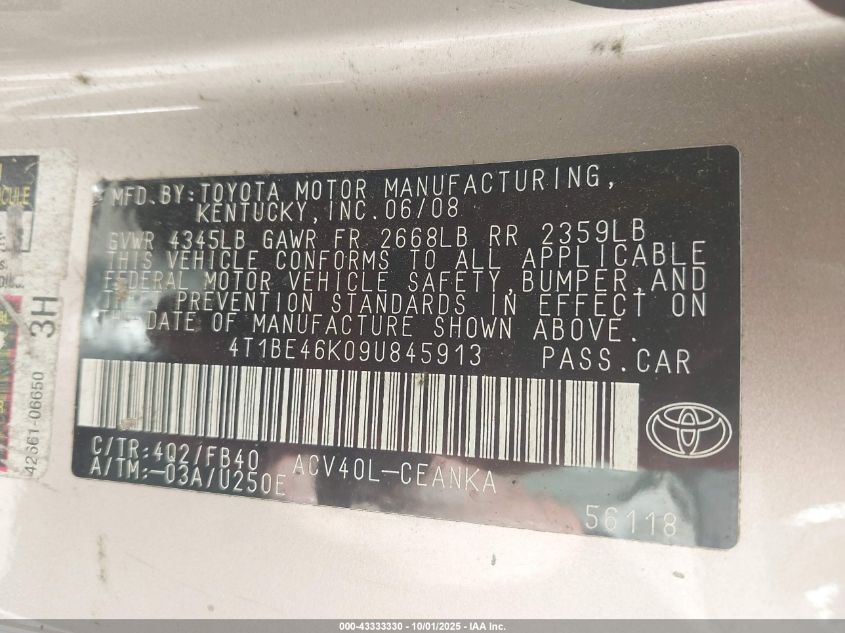 MFD.BY:TOYOTA MOTOR MANUFACTURING,
KENTUCKY, INC.06/08
GVWR 4345LB GAWR FR 2668LB RR 2359LB
THIS VEHICLE CONFORMS TO ALL APPLICABLE
FEDERAL MOTOR VEHICLE SAFETY,BUMPER,AND
THEFT PREVENTION STANDARDS IN EFFECT ON
THE DATE OF MANUFACTURE SHOWN ABOVE.
4T1BE46K09U845913 PASS.CAR
C/TR:4Q2/FB40 ACV40L-CEANKA
A/TM:-03A/U250E
56118
3H
42661-06650
000-43333330 - 10/01/2025 - IAA Inc.